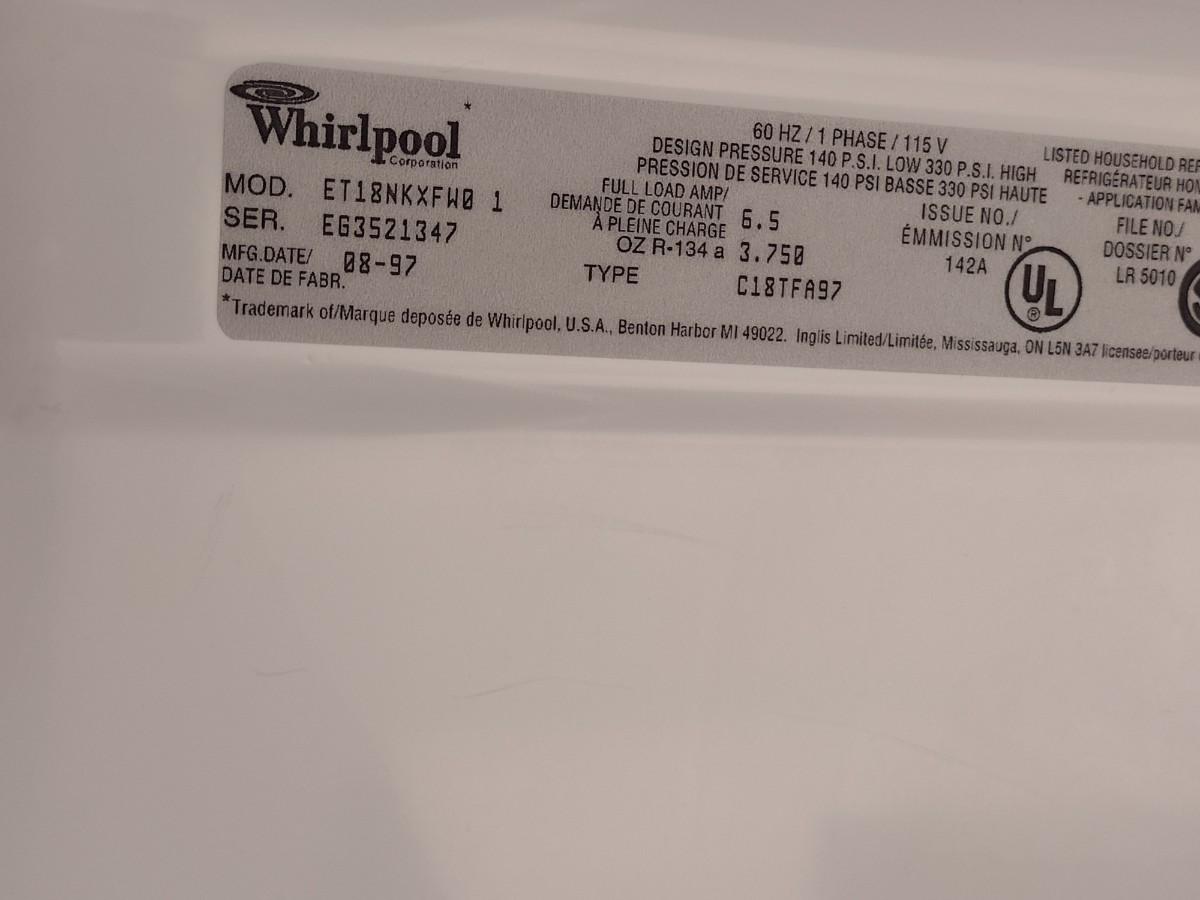 Whirlpool*
Corporation
MOD. ET18NKXFW0 1
SER. EG3521347
MFG.DATE/ 08-97
DATE DE FABR.
60 HZ / 1 PHASE / 115 V
DESIGN PRESSURE 140 P.S.I. LOW 330 P.S.I. HIGH
PRESSION DE SERVICE 140 PSI BASSE 330 PSI HAUTE
FULL LOAD AMP/
DEMANDE DE COURANT 6.5
À PLEINE CHARGE
OZ R-134 a 3.750
TYPE C18TFA97
ISSUE NO./
ÉMMISSION N°
142A
UL
®
LISTED HOUSEHOLD REF
REFRIGÉRATEUR HOM
- APPLICATION FAM
FILE NO./
DOSSIER N°
LR 5010
*Trademark of/Marque deposée de Whirlpool, U.S.A., Benton Harbor MI 49022. Inglis Limited/Limitée, Mississauga, ON L5N 3A7 licensee/porteur